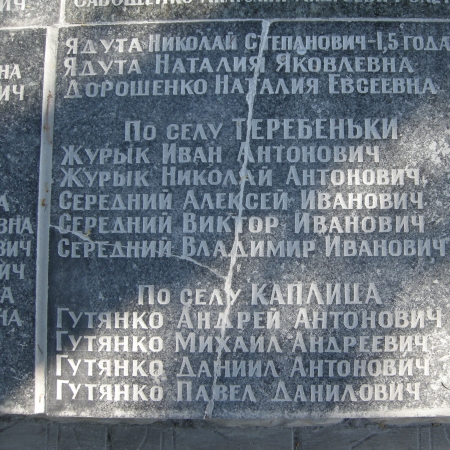 ЯДУТА НИКОЛАЙ СТЕПАНОВИЧ-1,5 ГОДА
ЯДУТА НАТАЛИЯ ЯКОВЛЕВНА
ДОРОШЕНКО НАТАЛИЯ ЕВСЕЕВНА
ПО СЕЛУ ТЕРЕБЕНЬКИ
ЖУРЫК ИВАН АНТОНОВИЧ
ЖУРЫК НИКОЛАЙ АНТОНОВИЧ
СЕРЕДНИЙ АЛЕКСЕЙ ИВАНОВИЧ
СЕРЕДНИЙ ВИКТОР ИВАНОВИЧ
СЕРЕДНИЙ ВЛАДИМИР ИВАНОВИЧ
ПО СЕЛУ КАПЛИЦА
ГУТЯНКО АНДРЕЙ АНТОНОВИЧ
ГУТЯНКО МИХАИЛ АНДРЕЕВИЧ
ГУТЯНКО ДАНИИЛ АНТОНОВИЧ
ГУТЯНКО ПАВЕЛ ДАНИЛОВИЧ